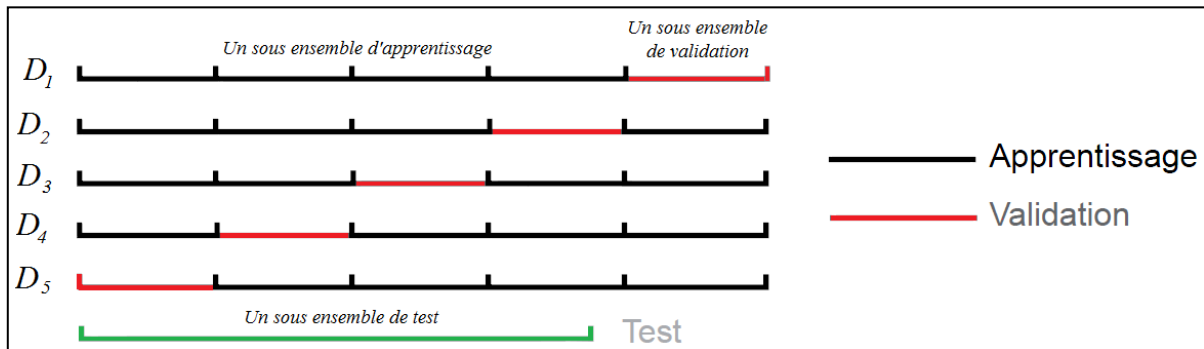 Un sous ensemble d'apprentissage
Un sous ensemble
de validation
D1
D2
D3
D4
D5
Apprentissage
Validation
Un sous ensemble de test
Test